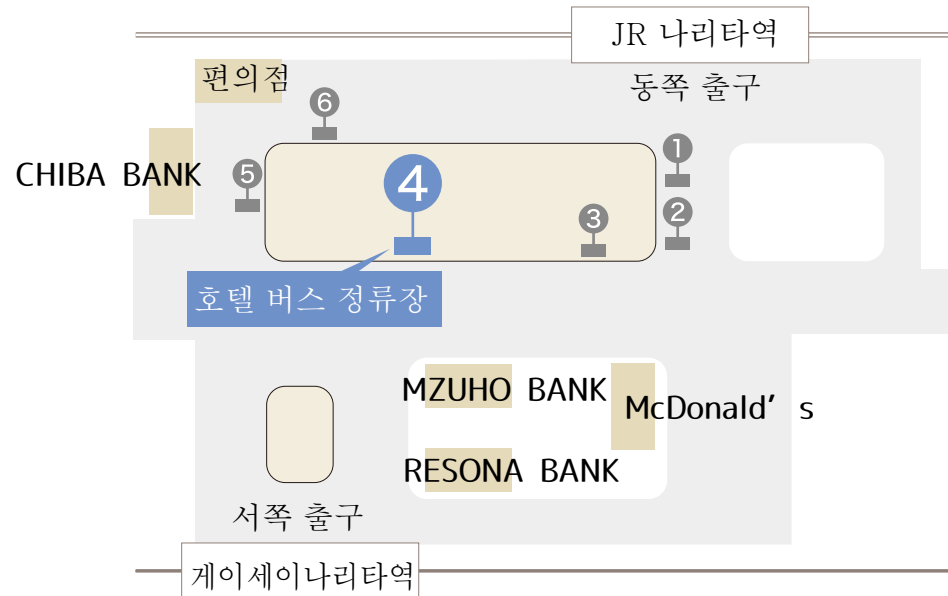 JR 나리타역
동쪽 출구
편의점
⑥
①
CHIBA BANK
⑤
④
③
②
호텔 버스 정류장
MZUHO BANK
McDonald’s
RESONA BANK
서쪽 출구
게이세이나리타역